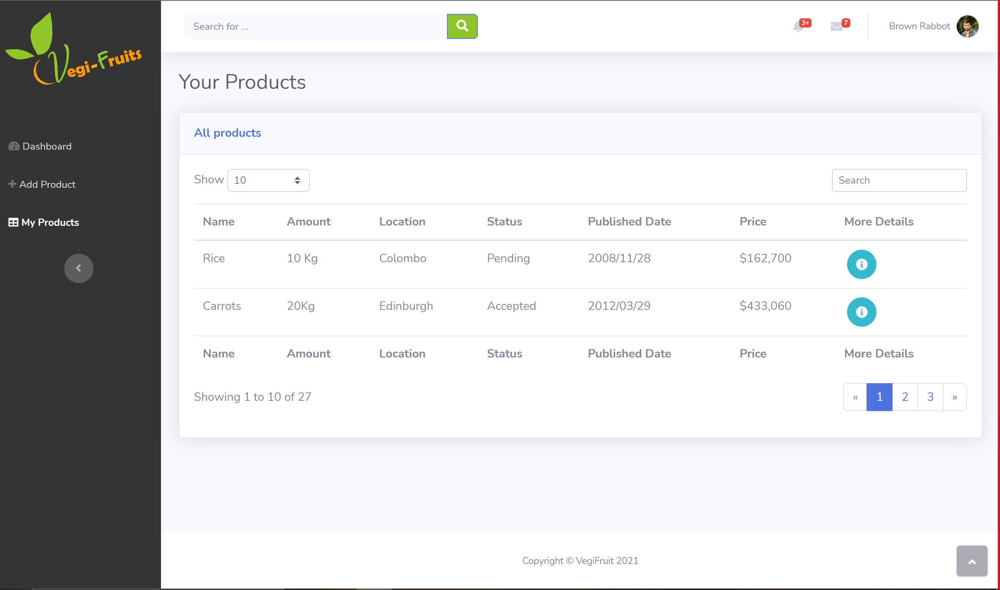 Vegi-Fruits
Search for ...
3+
7
Brown Rabbot
Dashboard
Add Product
My Products
Your Products
All products
Show 10
Search
Name Amount Location Status Published Date Price More Details
Rice 10 Kg Colombo Pending 2008/11/28 $162,700
Carrots 20Kg Edinburgh Accepted 2012/03/29 $433,060
Name Amount Location Status Published Date Price More Details
Showing 1 to 10 of 27
« 1 2 3 »
Copyright © VegiFruit 2021